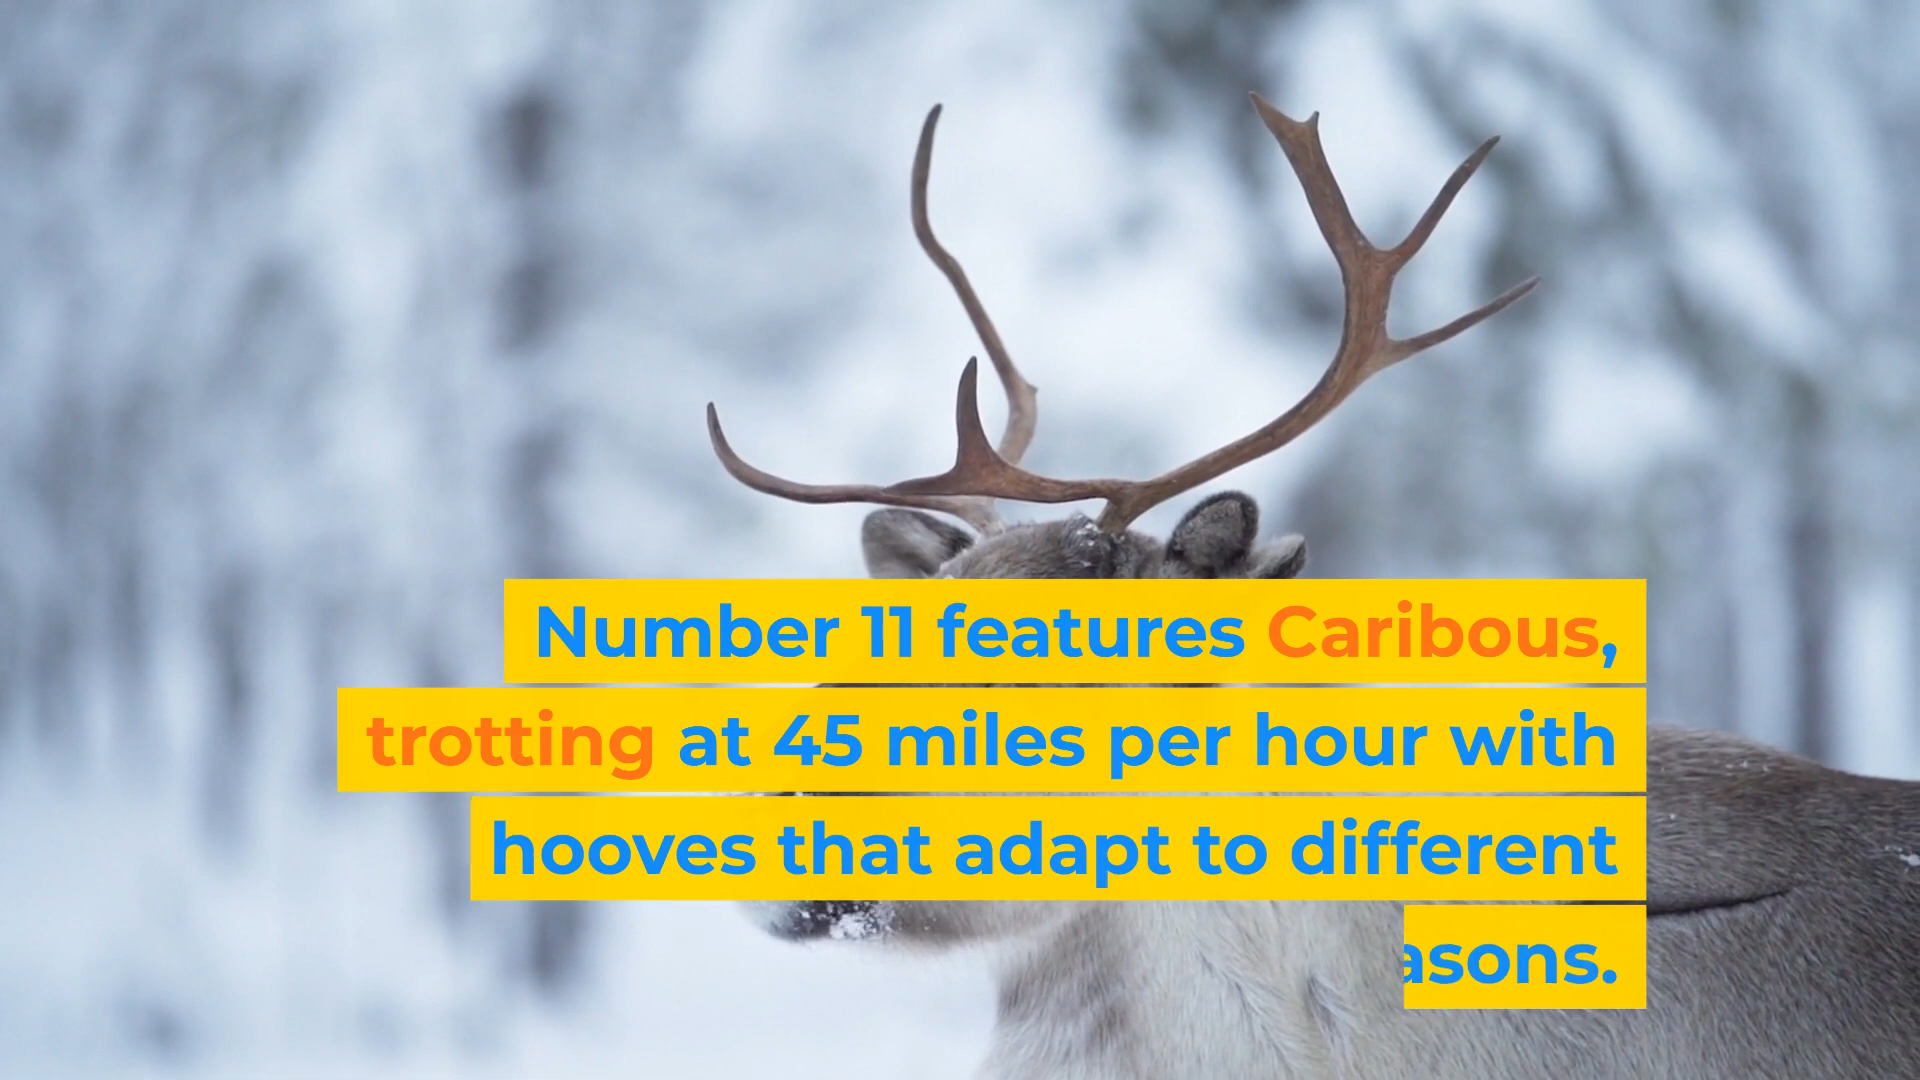 Number 11 features Caribous,
trotting at 45 miles per hour with
hooves that adapt to different
asons.